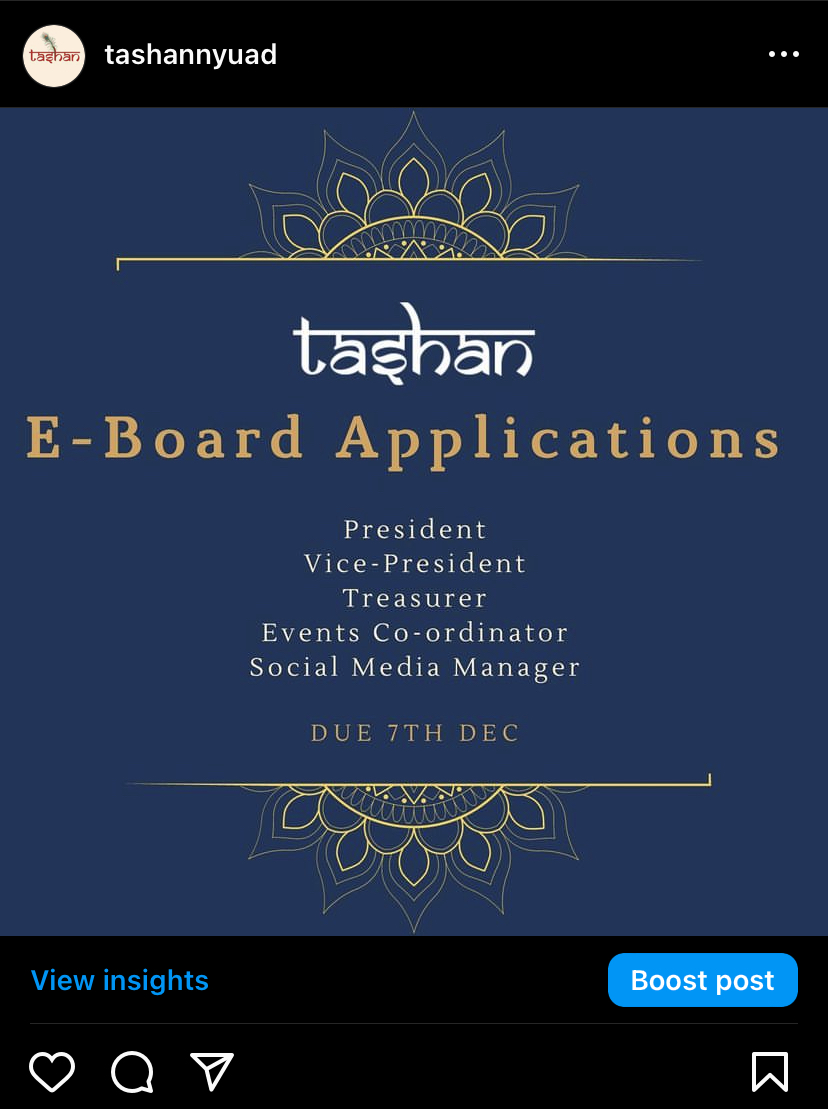 tashan
tashannyuad
tashan
E-Board Applications
President
Vice-President
Treasurer
Events Co-ordinator
Social Media Manager
DUE 7TH DEC
View insights
Boost post